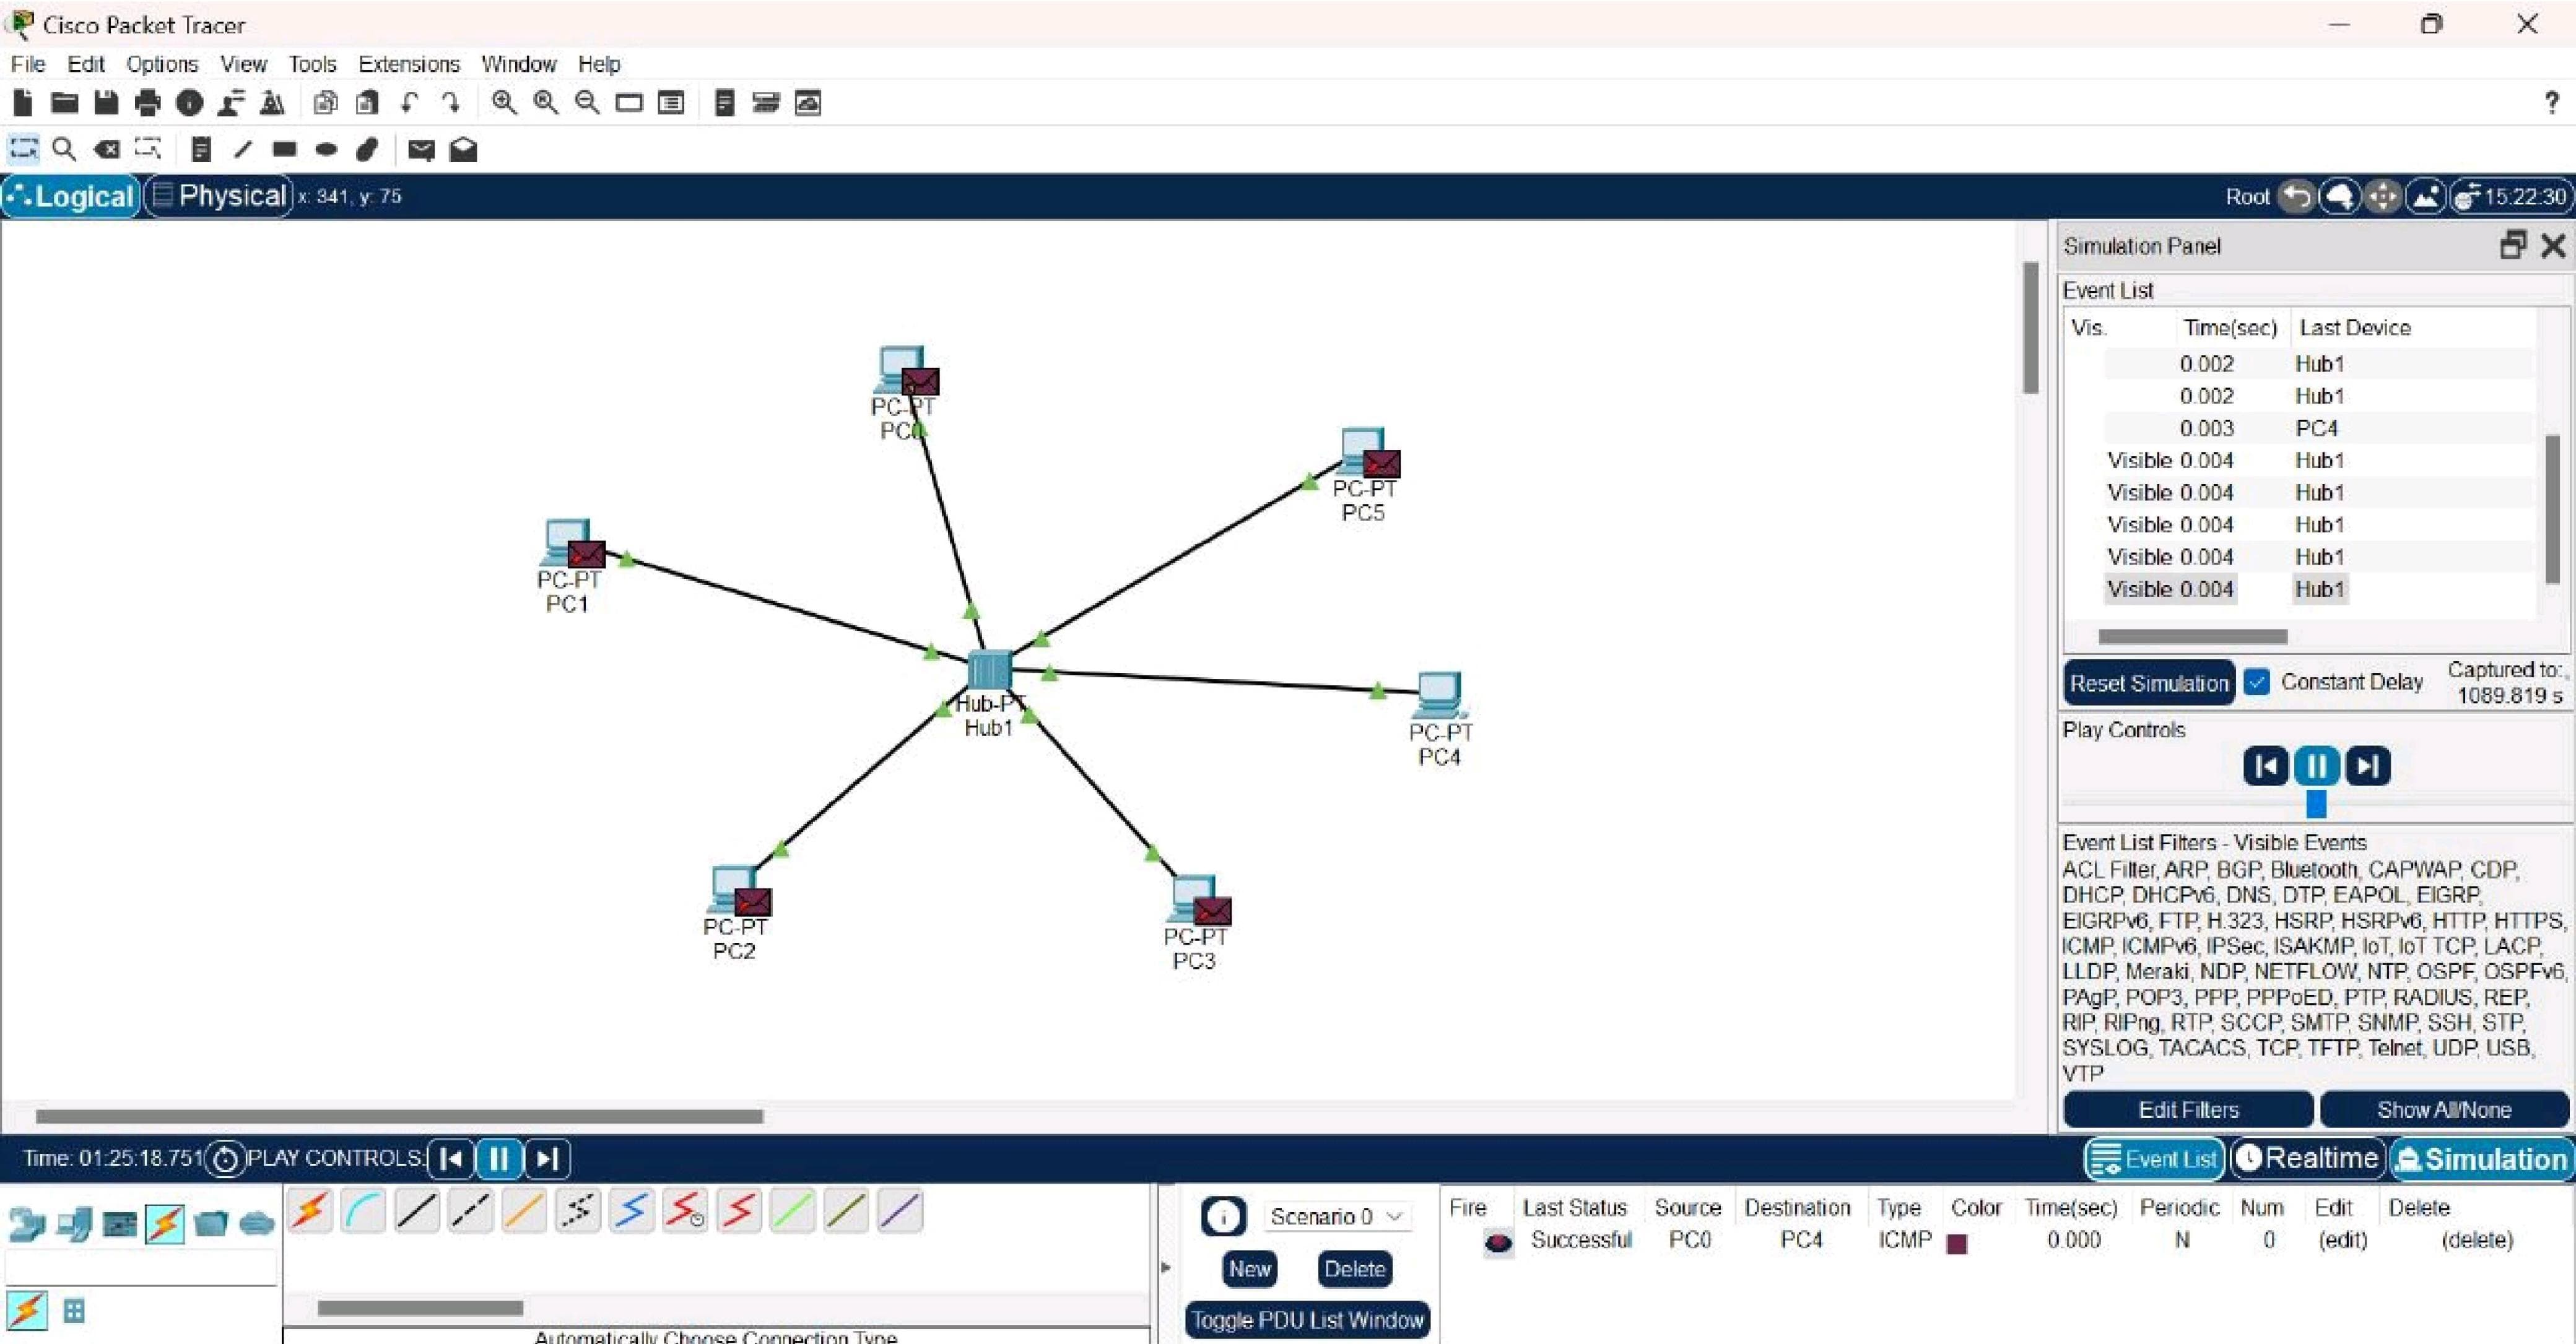 Cisco Packet Tracer
File Edit Options View Tools Extensions Window Help
?
Logical Physical x: 341, y: 75 Root 15:22:30
Simulation Panel
Event List
Vis. Time(sec) Last Device
0.002 Hub1
0.002 Hub1
0.003 PC4
Visible 0.004 Hub1
Visible 0.004 Hub1
Visible 0.004 Hub1
Visible 0.004 Hub1
Visible 0.004 Hub1
Reset Simulation Constant Delay Captured to:
1089.819 s
Play Controls
Event List Filters - Visible Events
ACL Filter, ARP, BGP, Bluetooth, CAPWAP, CDP,
DHCP, DHCPv6, DNS, DTP, EAPOL, EIGRP,
EIGRPv6, FTP, H.323, HSRP, HSRPv6, HTTP, HTTPS,
ICMP, ICMPv6, IPSec, ISAKMP, IoT, IoT TCP, LACP,
LLDP, Meraki, NDP, NETFLOW, NTP, OSPF, OSPFv6,
PAgP, POP3, PPP, PPPoED, PTP, RADIUS, REP,
RIP, RIPng, RTP, SCCP, SMTP, SNMP, SSH, STP,
SYSLOG, TACACS, TCP, TFTP, Telnet, UDP, USB,
VTP
Edit Filters Show All/None
PC-PT
PC0
PC-PT
PC5
PC-PT
PC1
Hub-PT
Hub1
PC-PT
PC4
PC-PT
PC2
PC-PT
PC3
Time: 01:25:18.751 PLAY CONTROLS: Event List Realtime Simulation
Scenario 0
New Delete
Toggle PDU List Window
Fire Last Status Source Destination Type Color Time(sec) Periodic Num Edit Delete
Successful PC0 PC4 ICMP 0.000 N 0 (edit) (delete)
Automatically Choose Connection Type